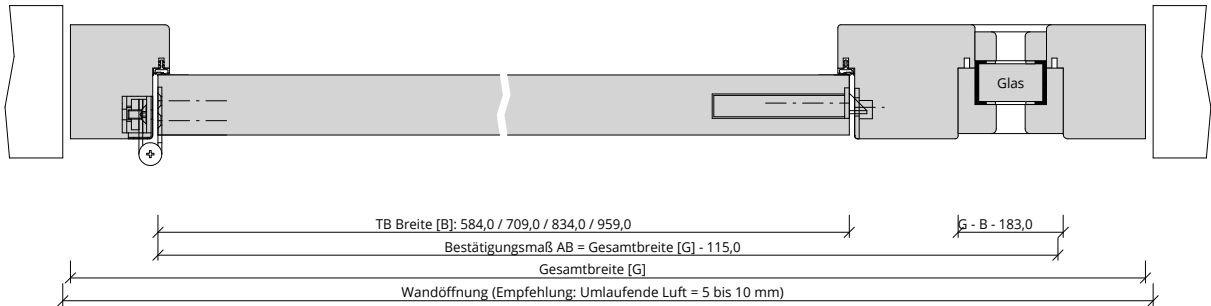 Glas
TB Breite [B]: 584,0 / 709,0 / 834,0 / 959,0
G - B - 183,0
Bestätigungsmaß AB = Gesamtbreite [G] - 115,0
Gesamtbreite [G]
Wandöffnung (Empfehlung: Umlaufende Luft = 5 bis 10 mm)